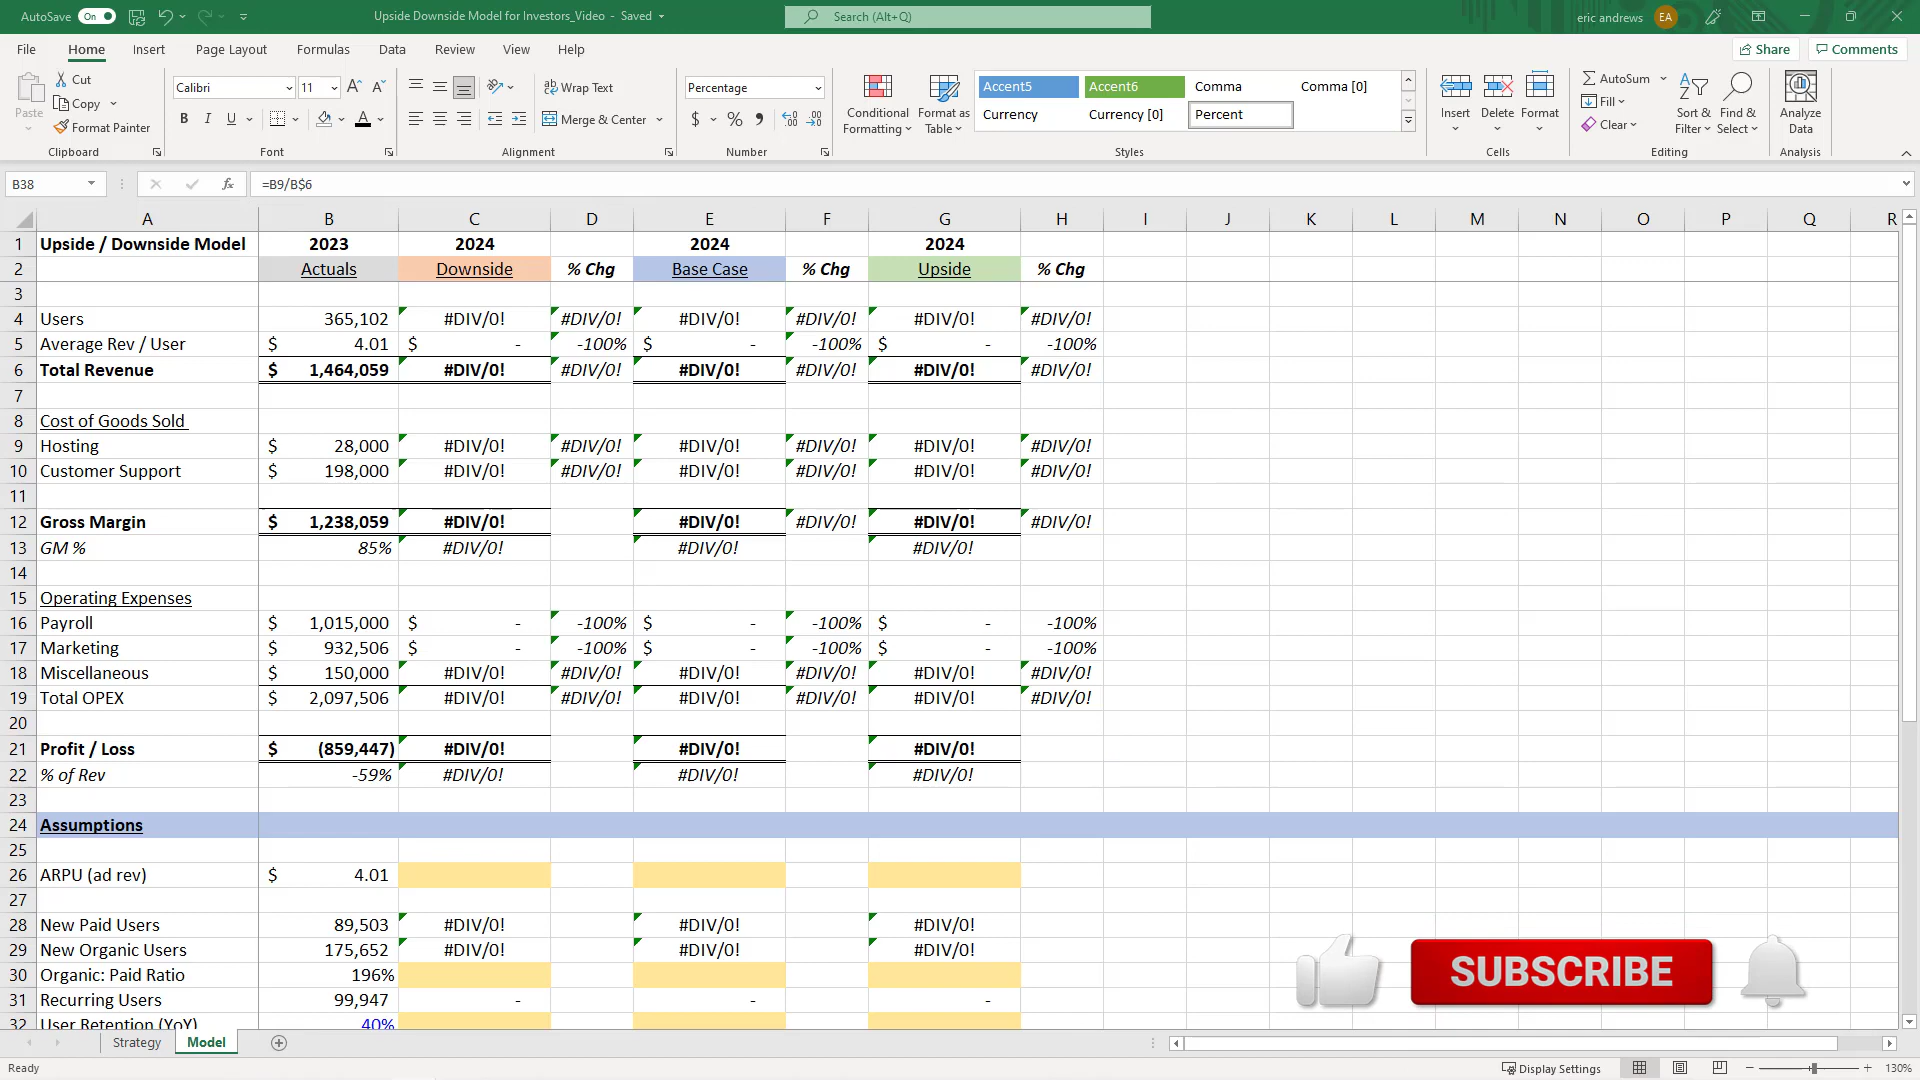 AutoSave On Upside Downside Model for Investors_Video - Saved Search (Alt+Q) eric andrews EA
File Home Insert Page Layout Formulas Data Review View Help Share Comments
Paste Cut Copy Format Painter Clipboard
Calibri 11 B I U Font
Wrap Text Merge & Center Alignment
Percentage $ % Number
Conditional Formatting Format as Table
Accent5 Accent6 Comma Comma [0]
Currency Currency [0] Percent
Styles
Insert Delete Format Cells
AutoSum Fill Clear Sort & Filter Find & Select Editing
Analyze Data Analysis
B38 fx =B9/B$6
A B C D E F G H I J K L M N O P Q R
1 Upside / Downside Model 2023 2024 2024 2024
2 Actuals Downside % Chg Base Case % Chg Upside % Chg
3
4 Users 365,102 #DIV/0! #DIV/0! #DIV/0! #DIV/0! #DIV/0! #DIV/0!
5 Average Rev / User $ 4.01 $ - -100% $ - -100% $ - -100%
6 Total Revenue $ 1,464,059 #DIV/0! #DIV/0! #DIV/0! #DIV/0! #DIV/0! #DIV/0!
7
8 Cost of Goods Sold
9 Hosting $ 28,000 #DIV/0! #DIV/0! #DIV/0! #DIV/0! #DIV/0! #DIV/0!
10 Customer Support $ 198,000 #DIV/0! #DIV/0! #DIV/0! #DIV/0! #DIV/0! #DIV/0!
11
12 Gross Margin $ 1,238,059 #DIV/0! #DIV/0! #DIV/0! #DIV/0! #DIV/0!
13 GM % 85% #DIV/0! #DIV/0! #DIV/0!
14
15 Operating Expenses
16 Payroll $ 1,015,000 $ - -100% $ - -100% $ - -100%
17 Marketing $ 932,506 $ - -100% $ - -100% $ - -100%
18 Miscellaneous $ 150,000 #DIV/0! #DIV/0! #DIV/0! #DIV/0! #DIV/0! #DIV/0!
19 Total OPEX $ 2,097,506 #DIV/0! #DIV/0! #DIV/0! #DIV/0! #DIV/0! #DIV/0!
20
21 Profit / Loss $ (859,447) #DIV/0! #DIV/0! #DIV/0!
22 % of Rev -59% #DIV/0! #DIV/0! #DIV/0!
23
24 Assumptions
25
26 ARPU (ad rev) $ 4.01
27
28 New Paid Users 89,503 #DIV/0! #DIV/0! #DIV/0!
29 New Organic Users 175,652 #DIV/0! #DIV/0! #DIV/0!
30 Organic: Paid Ratio 196%
31 Recurring Users 99,947 - - -
32 User Retention (YoY) 40%
SUBSCRIBE
Strategy Model
Ready Display Settings 130%